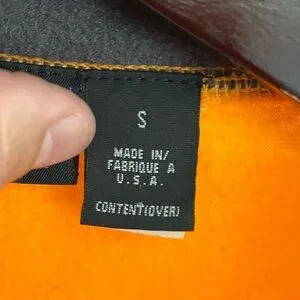 S
MADE IN/
FABRIQUE A
U.S.A.
CONTENT(OVER)